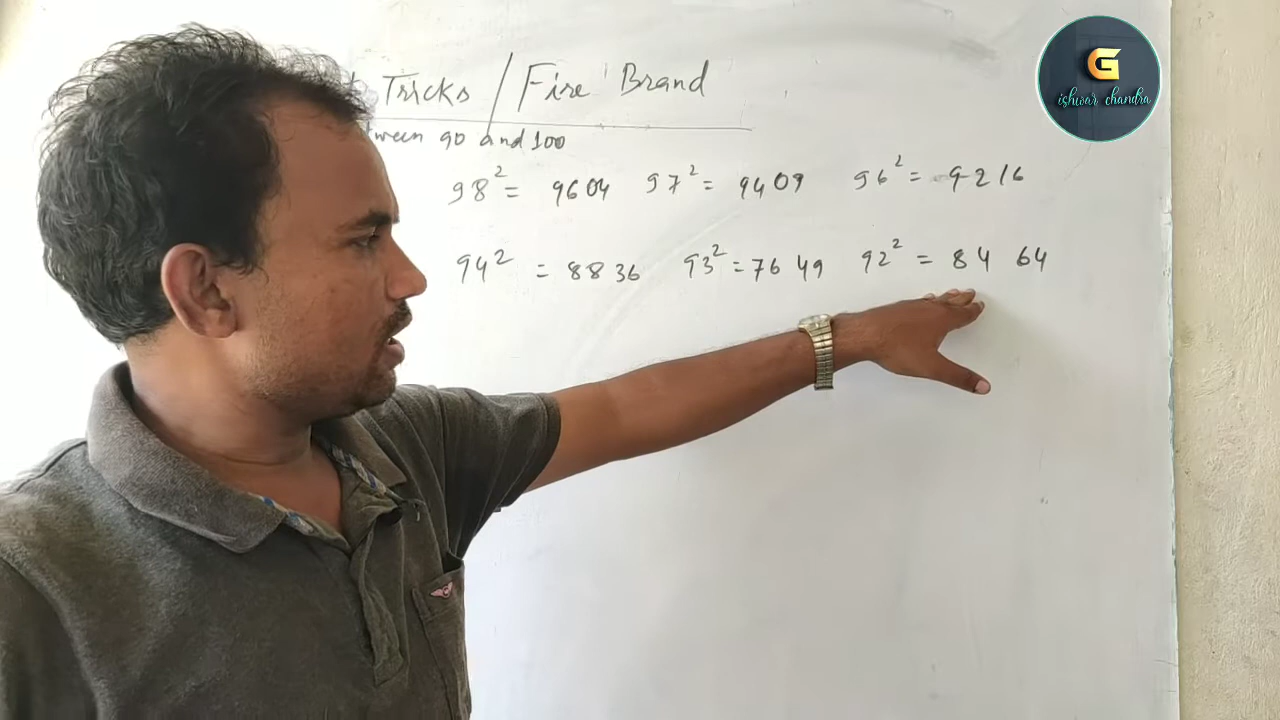 Tricks / Fire Brand
tween 90 and 100
98² = 9604 97² = 9409 96² = 9216
94² = 8836 93² = 7649 92² = 84 64
G
ishwar chandra